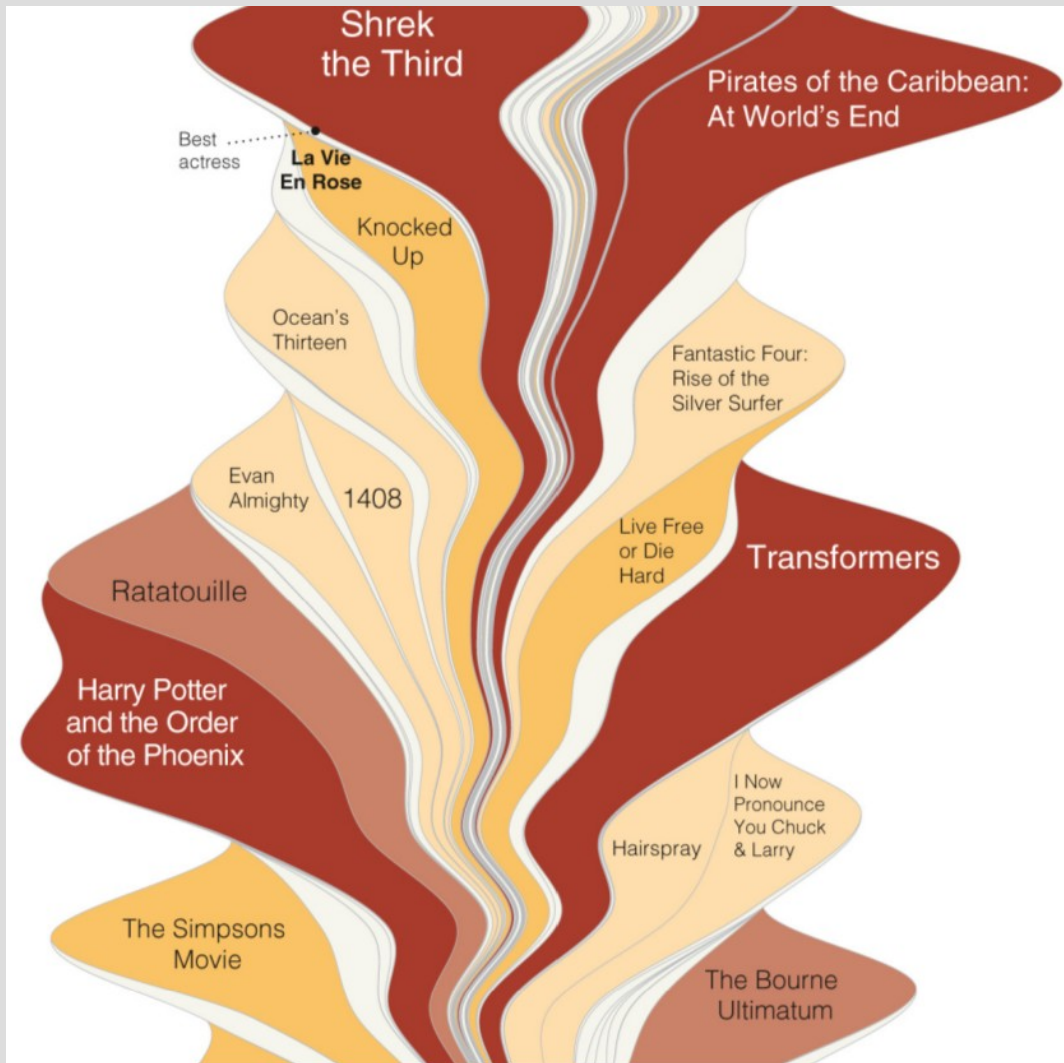 Shrek
the Third
Pirates of the Caribbean:
At World's End
Best
actress
La Vie
En Rose
Knocked
Up
Ocean's
Thirteen
Fantastic Four:
Rise of the
Silver Surfer
Evan
Almighty
1408
Live Free
or Die
Hard
Transformers
Ratatouille
Harry Potter
and the Order
of the Phoenix
I Now
Pronounce
You Chuck
& Larry
Hairspray
The Simpsons
Movie
The Bourne
Ultimatum